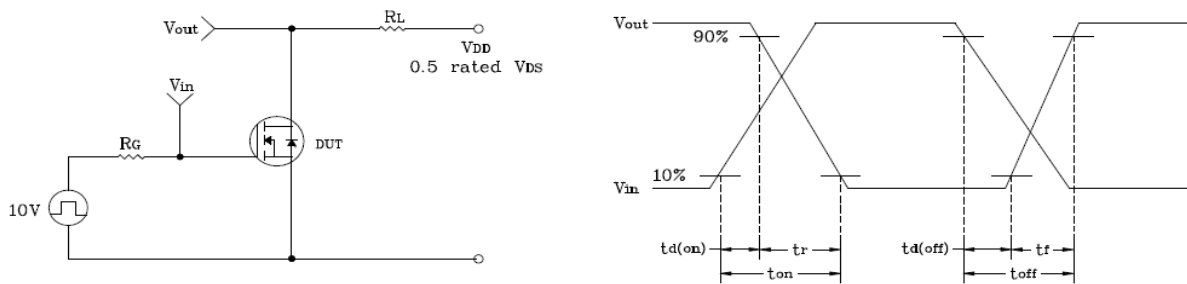 Vout
RL
VDD
0.5 rated VDS
Vin
RG
DUT
10V
Vout
90%
10%
Vin
td(on)
tr
td(off)
tf
ton
toff